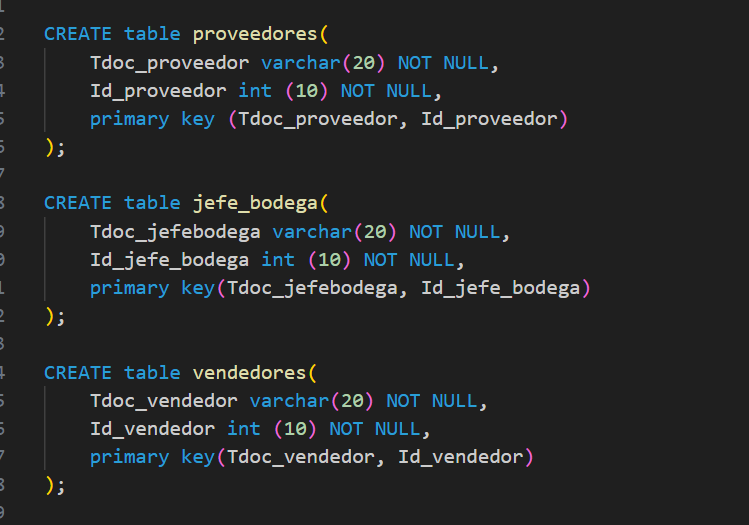 CREATE table proveedores(
    Tdoc_proveedor varchar(20) NOT NULL,
    Id_proveedor int (10) NOT NULL,
    primary key (Tdoc_proveedor, Id_proveedor)
);
CREATE table jefe_bodega(
    Tdoc_jefebodega varchar(20) NOT NULL,
    Id_jefe_bodega int (10) NOT NULL,
    primary key(Tdoc_jefebodega, Id_jefe_bodega)
);
CREATE table vendedores(
    Tdoc_vendedor varchar(20) NOT NULL,
    Id_vendedor int (10) NOT NULL,
    primary key(Tdoc_vendedor, Id_vendedor)
);